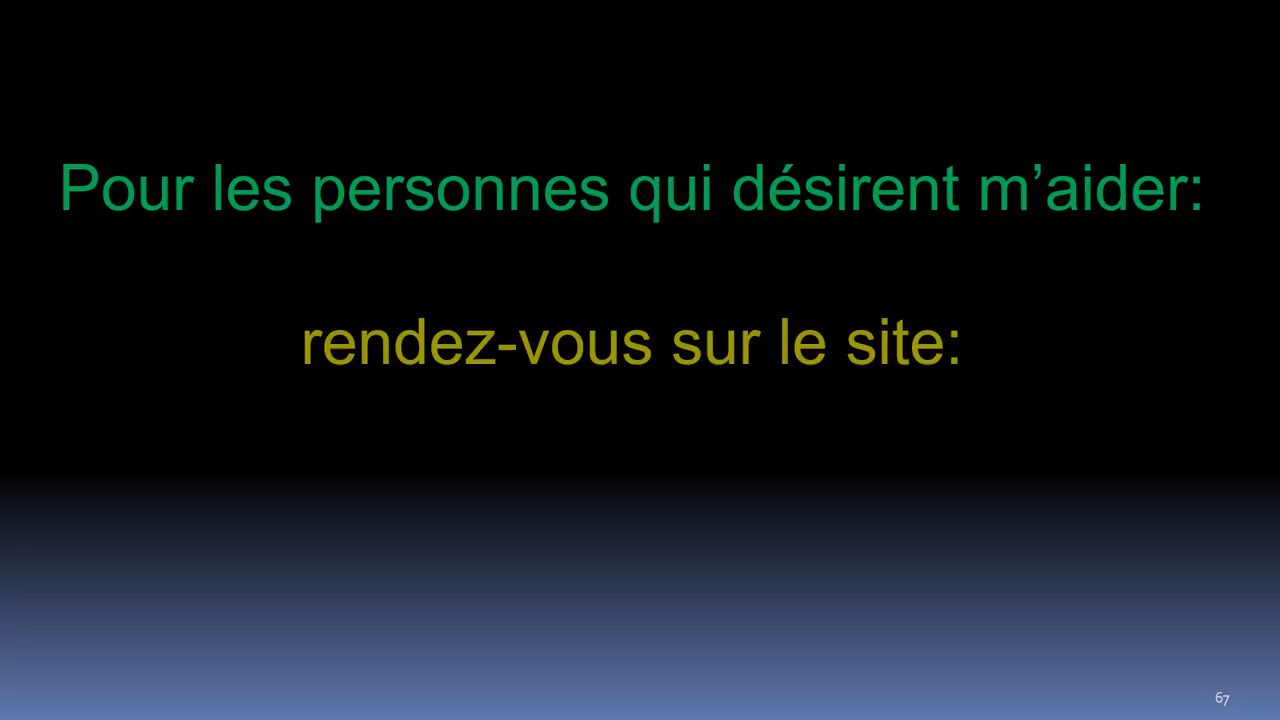 Pour les personnes qui désirent m’aider:
rendez-vous sur le site:
67